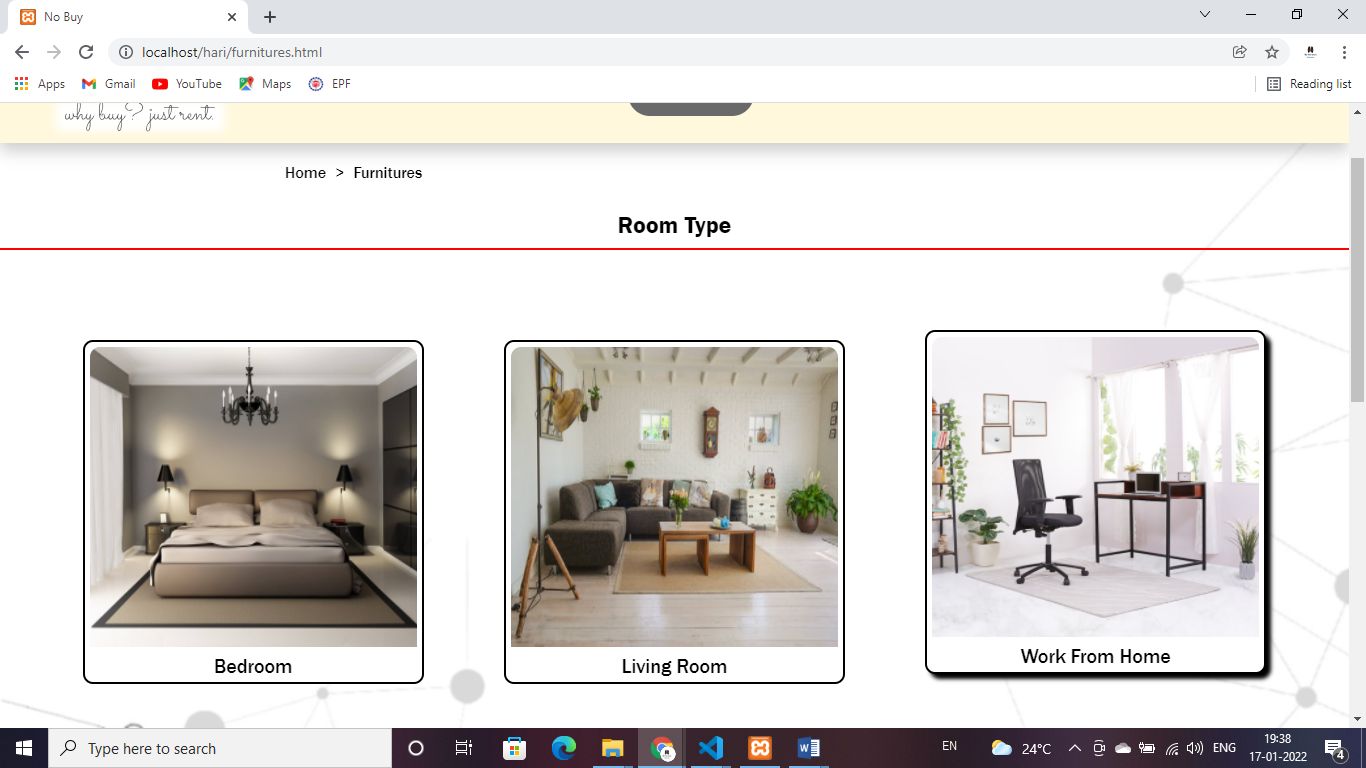 No Buy
localhost/hari/furnitures.html
Apps Gmail YouTube Maps EPF Reading list
why buy? just rent.
Home > Furnitures
Room Type
Bedroom Living Room Work From Home
Type here to search EN 24°C ENG 19:38
17-01-2022 4